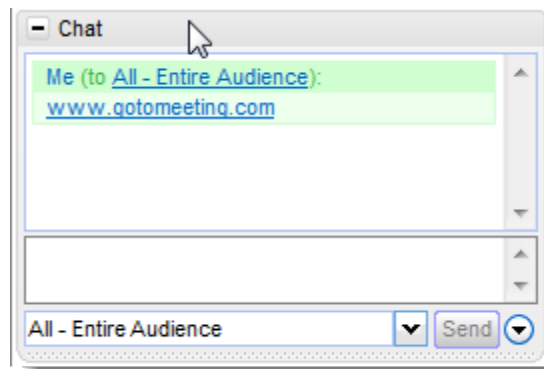 Chat
Me (to All - Entire Audience):
www.gotomeeting.com
All - Entire Audience
Send